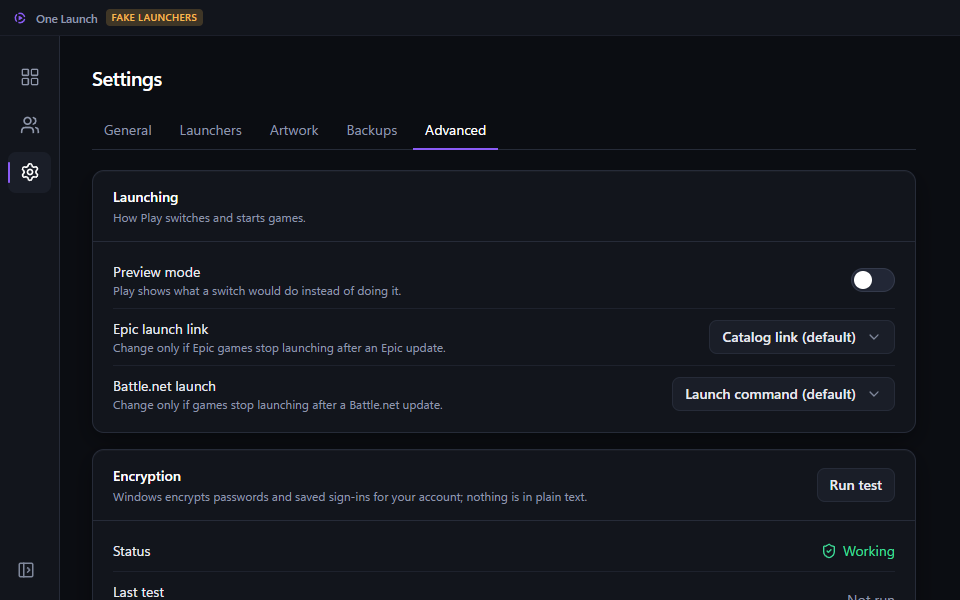 One Launch FAKE LAUNCHERS
Settings
General Launchers Artwork Backups Advanced
Launching
How Play switches and starts games.
Preview mode
Play shows what a switch would do instead of doing it.
Epic launch link
Change only if Epic games stop launching after an Epic update.
Catalog link (default)
Battle.net launch
Change only if games stop launching after a Battle.net update.
Launch command (default)
Encryption
Windows encrypts passwords and saved sign-ins for your account; nothing is in plain text.
Run test
Status
Working
Last test
Not run